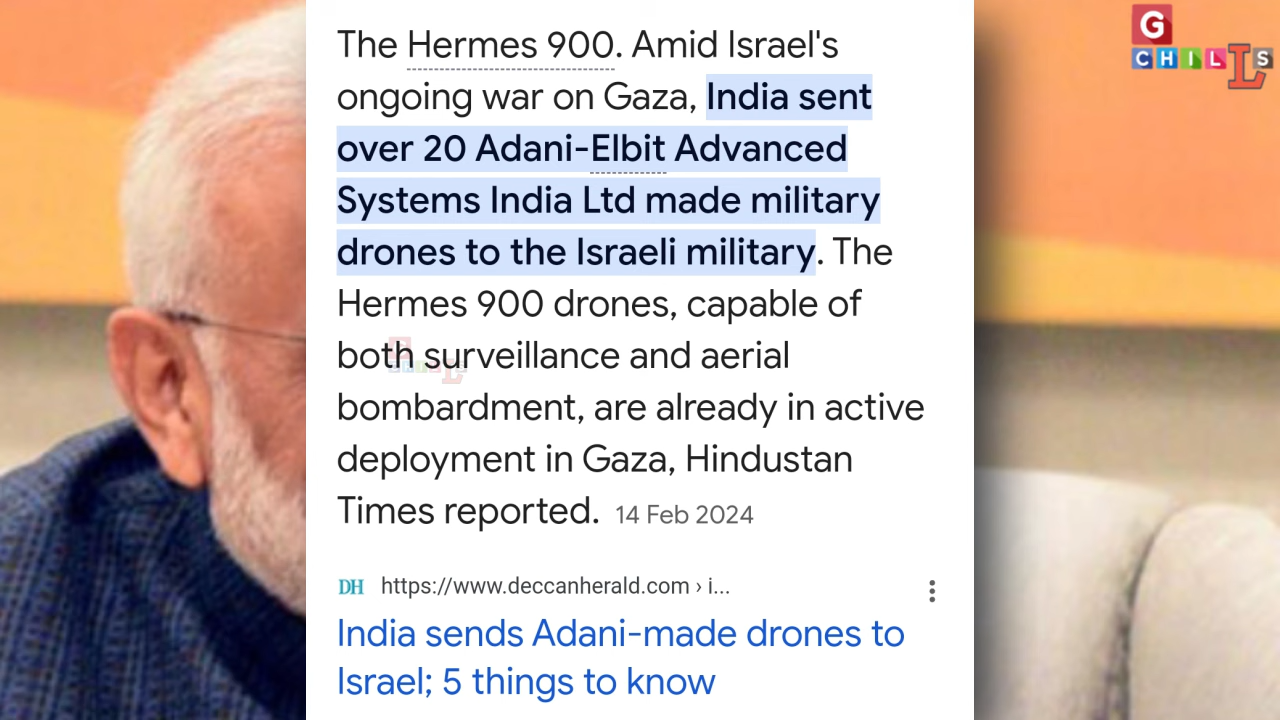 G
CHILLS
The Hermes 900. Amid Israel's
ongoing war on Gaza, India sent
over 20 Adani-Elbit Advanced
Systems India Ltd made military
drones to the Israeli military. The
Hermes 900 drones, capable of
both surveillance and aerial
bombardment, are already in active
deployment in Gaza, Hindustan
Times reported. 14 Feb 2024
DH https://www.deccanherald.com › i...
India sends Adani-made drones to
Israel; 5 things to know